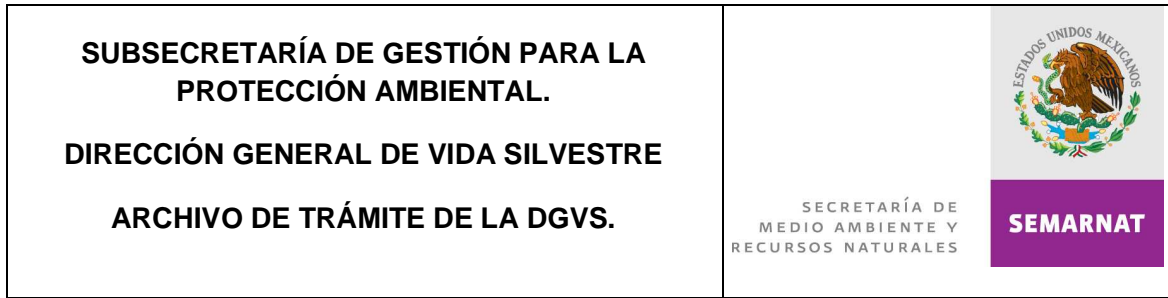 SUBSECRETARÍA DE GESTIÓN PARA LA
PROTECCIÓN AMBIENTAL.
DIRECCIÓN GENERAL DE VIDA SILVESTRE
ARCHIVO DE TRÁMITE DE LA DGVS.
ESTADOS UNIDOS MEXICANOS
SECRETARÍA DE
MEDIO AMBIENTE Y
RECURSOS NATURALES
SEMARNAT